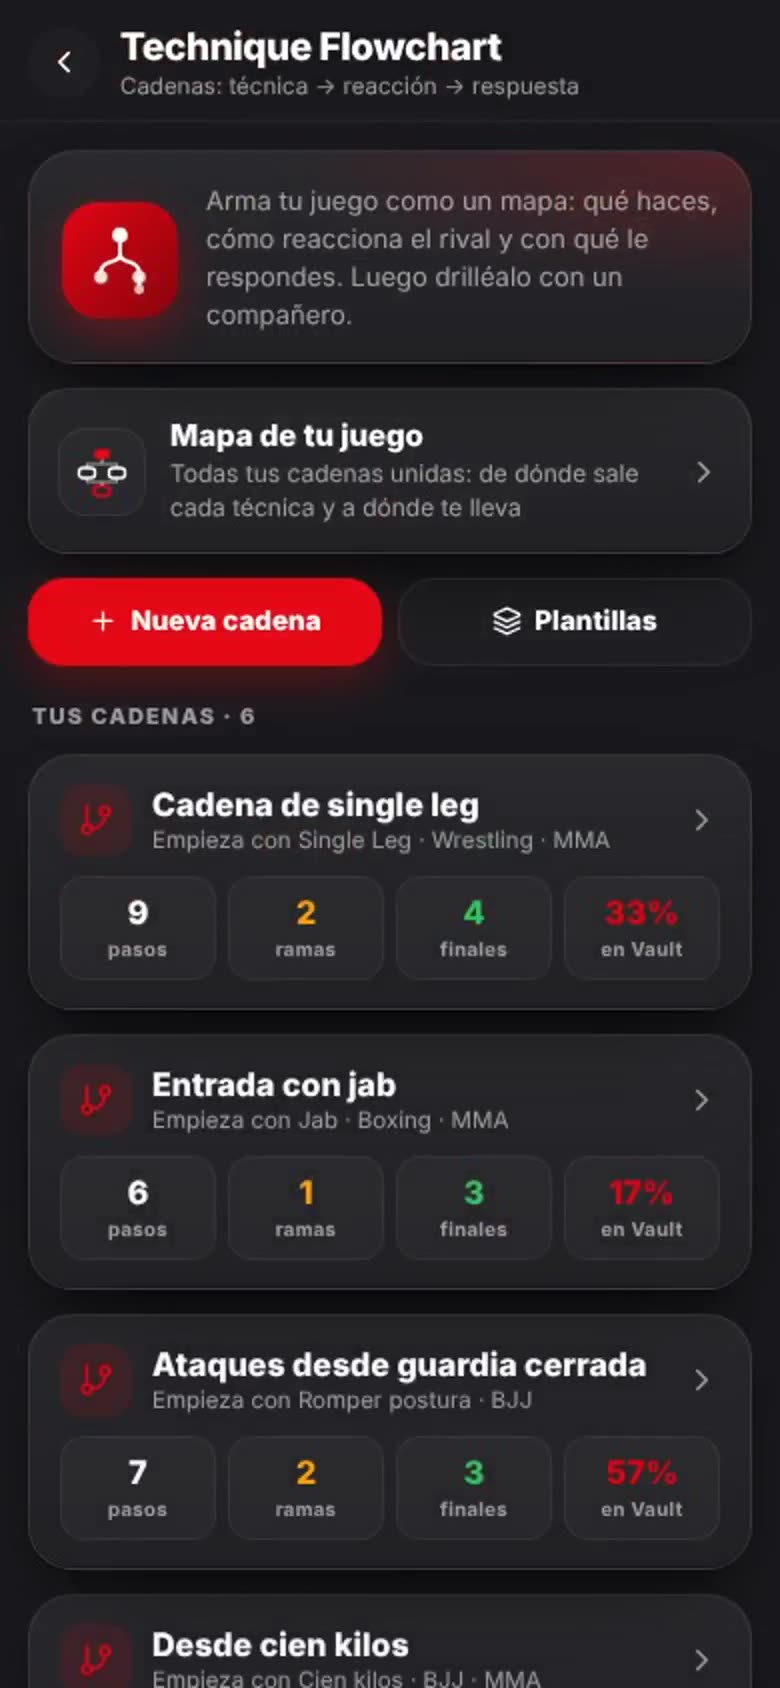 Technique Flowchart
Cadenas: técnica → reacción → respuesta
Arma tu juego como un mapa: qué haces,
cómo reacciona el rival y con qué le
respondes. Luego drilléalo con un
compañero.
Mapa de tu juego
Todas tus cadenas unidas: de dónde sale
cada técnica y a dónde te lleva
+ Nueva cadena
Plantillas
TUS CADENAS · 6
Cadena de single leg
Empieza con Single Leg · Wrestling · MMA
9 2 4 33%
pasos ramas finales en Vault
Entrada con jab
Empieza con Jab · Boxing · MMA
6 1 3 17%
pasos ramas finales en Vault
Ataques desde guardia cerrada
Empieza con Romper postura · BJJ
7 2 3 57%
pasos ramas finales en Vault
Desde cien kilos
Empieza con Cien kilos · BJJ · MMA